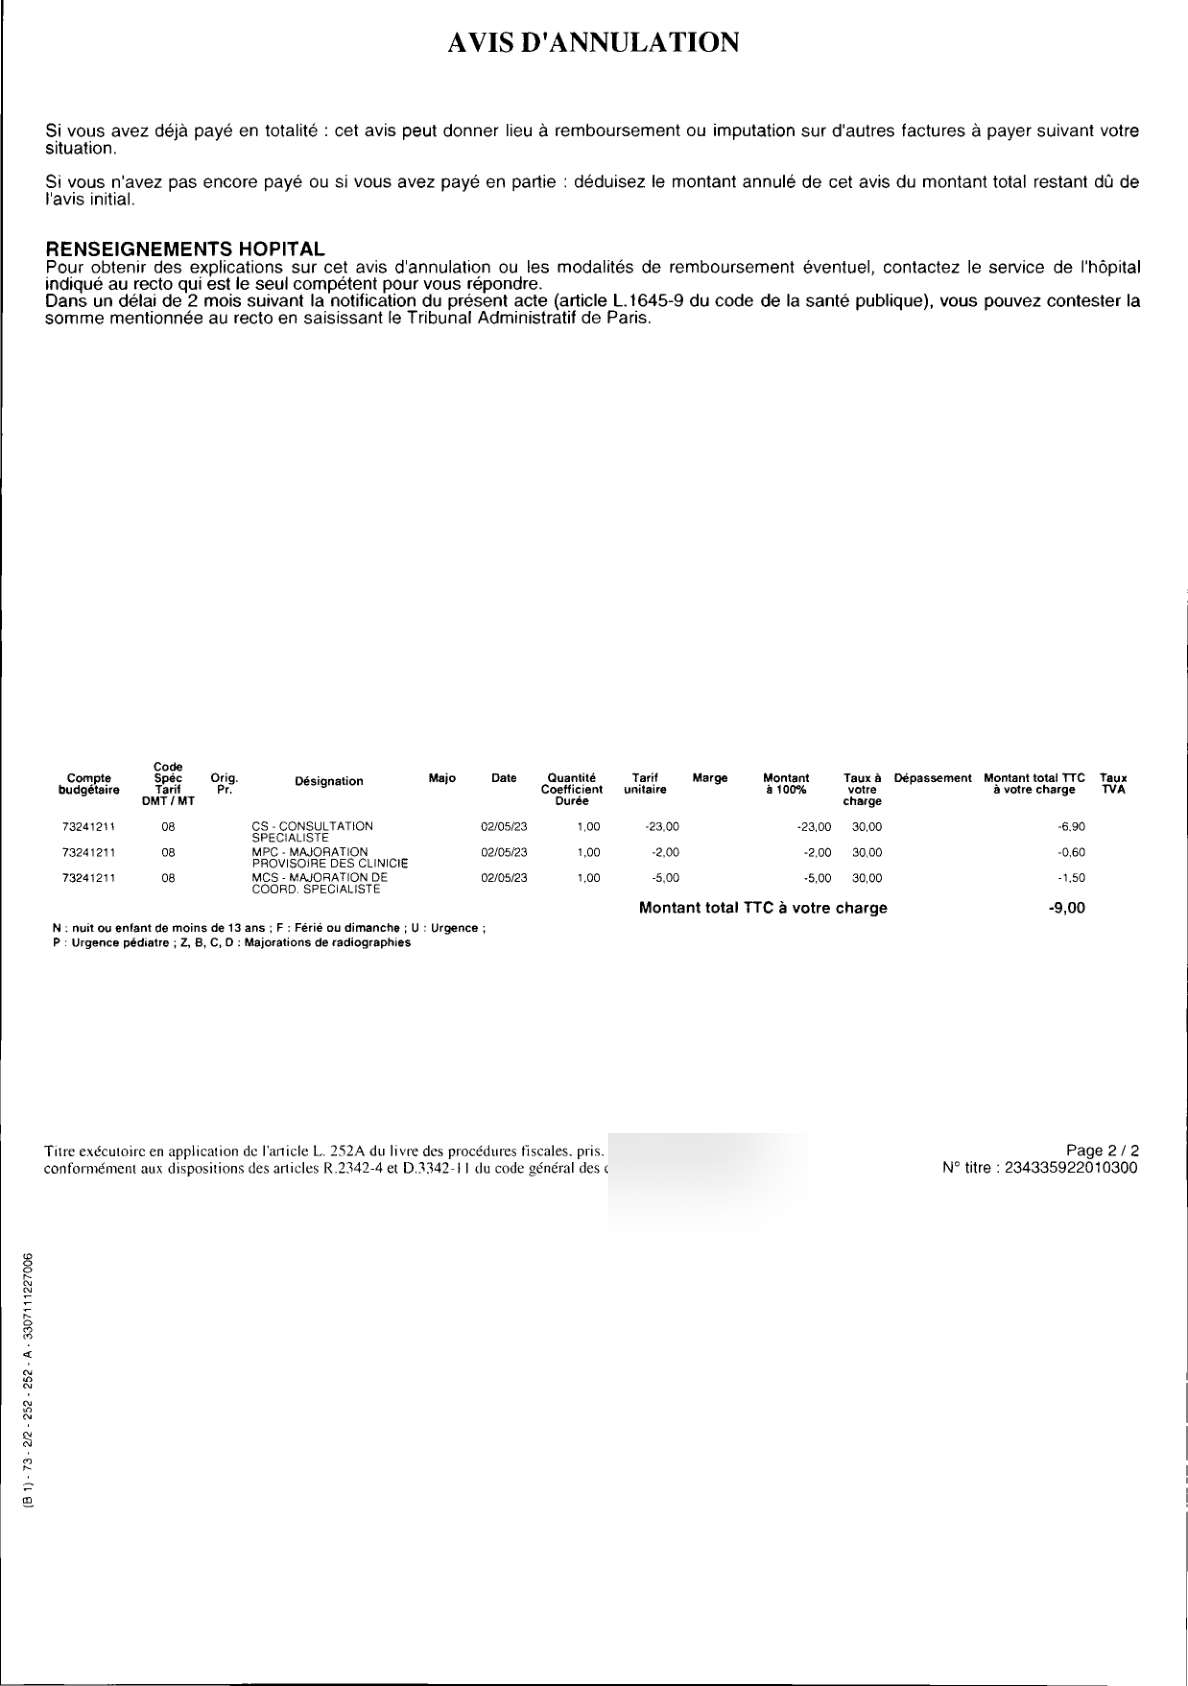 AVIS D'ANNULATION
Si vous avez déjà payé en totalité : cet avis peut donner lieu à remboursement ou imputation sur d'autres factures à payer suivant votre
situation.
Si vous n'avez pas encore payé ou si vous avez payé en partie : déduisez le montant annulé de cet avis du montant total restant dû de
l'avis initial.
RENSEIGNEMENTS HOPITAL
Pour obtenir des explications sur cet avis d'annulation ou les modalités de remboursement éventuel, contactez le service de l'hôpital
indiqué au recto qui est le seul compétent pour vous répondre.
Dans un délai de 2 mois suivant la notification du présent acte (article L.1645-9 du code de la santé publique), vous pouvez contester la
somme mentionnée au recto en saisissant le Tribunal Administratif de Paris.
Compte budgétaire Code Spéc Tarif DMT / MT Orig. Pr. Désignation Majo Date Quantité Coefficient Durée Tarif unitaire Marge Montant à 100% Taux à votre charge Dépassement Montant total TTC à votre charge Taux TVA
73241211 08 CS - CONSULTATION 02/05/23 1,00 -23,00 -23,00 30,00 -6,90
SPECIALISTE
73241211 08 MPC - MAJORATION 02/05/23 1,00 -2,00 -2,00 30,00 -0,60
PROVISOIRE DES CLINICIE
73241211 08 MCS - MAJORATION DE 02/05/23 1,00 -5,00 -5,00 30,00 -1,50
COORD. SPECIALISTE
Montant total TTC à votre charge -9,00
N : nuit ou enfant de moins de 13 ans ; F : Férié ou dimanche ; U : Urgence ;
P : Urgence pédiatre ; Z, B, C, D : Majorations de radiographies
Titre exécutoire en application de l'article L. 252A du livre des procédures fiscales, pris.
conformément aux dispositions des articles R.2342-4 et D.3342-11 du code général des
Page 2 / 2
N° titre : 234335922010300
(B 1) - 73 - 2/2 - 252 - 252 - A - 3307111227006